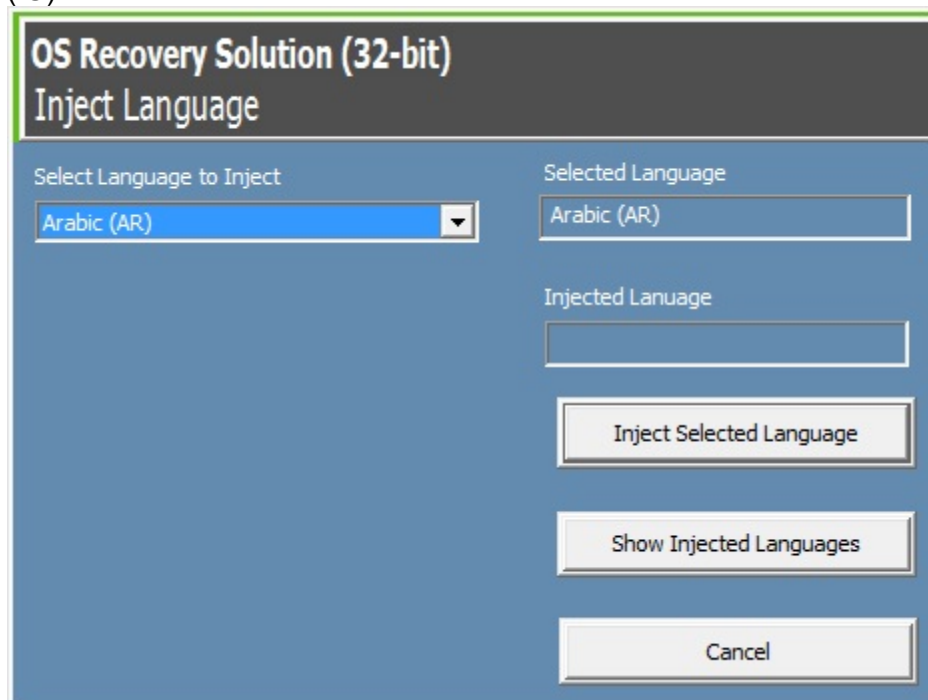 OS Recovery Solution (32-bit)
Inject Language
Select Language to Inject
Arabic (AR)
Selected Language
Arabic (AR)
Injected Lanuage
Inject Selected Language
Show Injected Languages
Cancel